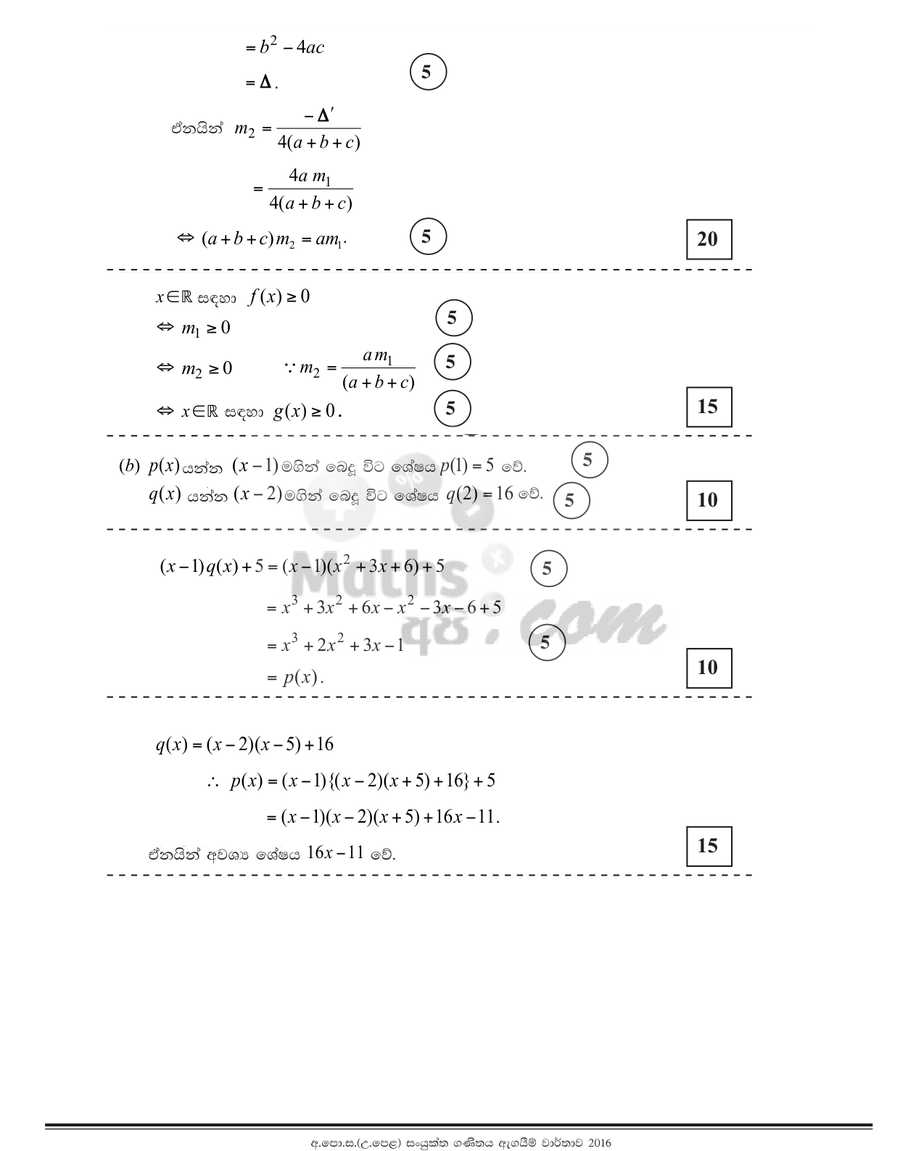 = b² − 4ac
= Δ . 5
ඒනයින් m₂ = −Δ′ / 4(a + b + c)
= 4a m₁ / 4(a + b + c)
⇔ (a + b + c) m₂ = am₁. 5 20
x∈ℝ සඳහා f(x) ≥ 0
⇔ m₁ ≥ 0 5
⇔ m₂ ≥ 0 ∵ m₂ = a m₁ / (a + b + c) 5
⇔ x∈ℝ සඳහා g(x) ≥ 0. 5 15
(b) p(x) යන්න (x − 1) මගින් බෙදූ විට ශේෂය p(1) = 5 වේ. 5
q(x) යන්න (x − 2) මගින් බෙදූ විට ශේෂය q(2) = 16 වේ. 5 10
(x − 1) q(x) + 5 = (x − 1)(x² + 3x + 6) + 5 5
Maths
= x³ + 3x² + 6x − x² − 3x − 6 + 5
අපි . com
= x³ + 2x² + 3x − 1 5
= p(x). 10
q(x) = (x − 2)(x − 5) + 16
∴ p(x) = (x − 1){(x − 2)(x + 5) + 16} + 5
= (x − 1)(x − 2)(x + 5) + 16x − 11.
ඒනයින් අවශ්‍ය ශේෂය 16x − 11 වේ. 15
අ.පො.ස.(උ.පෙළ) සංයුක්ත ගණිතය ඇගයීම් වාර්තාව 2016